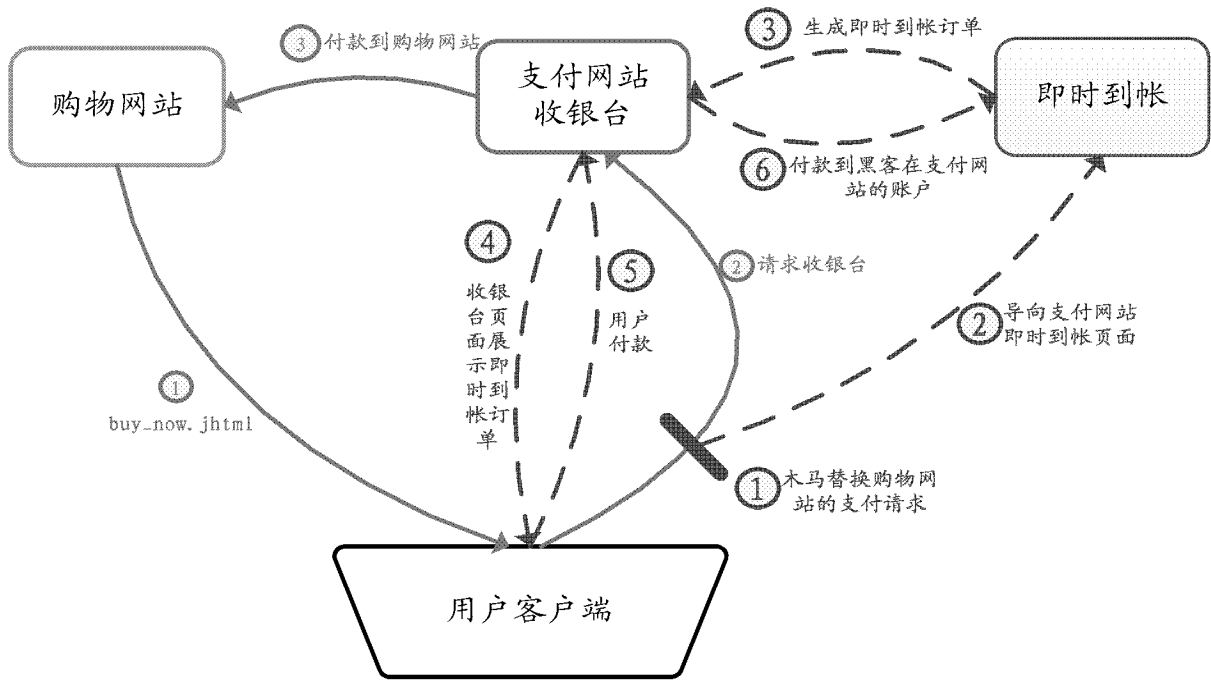 ③ 付款到购物网站
③ 生成即时到帐订单
购物网站
支付网站
收银台
即时到帐
⑥ 付款到黑客在支付网
站的账户
④
收银
台页
面展
示即
时到
帐订
单
⑤
用户
付款
② 请求收银台
② 导向支付网站
即时到帐页面
①
buy_now.jhtml
① 木马替换购物网
站的支付请求
用户客户端